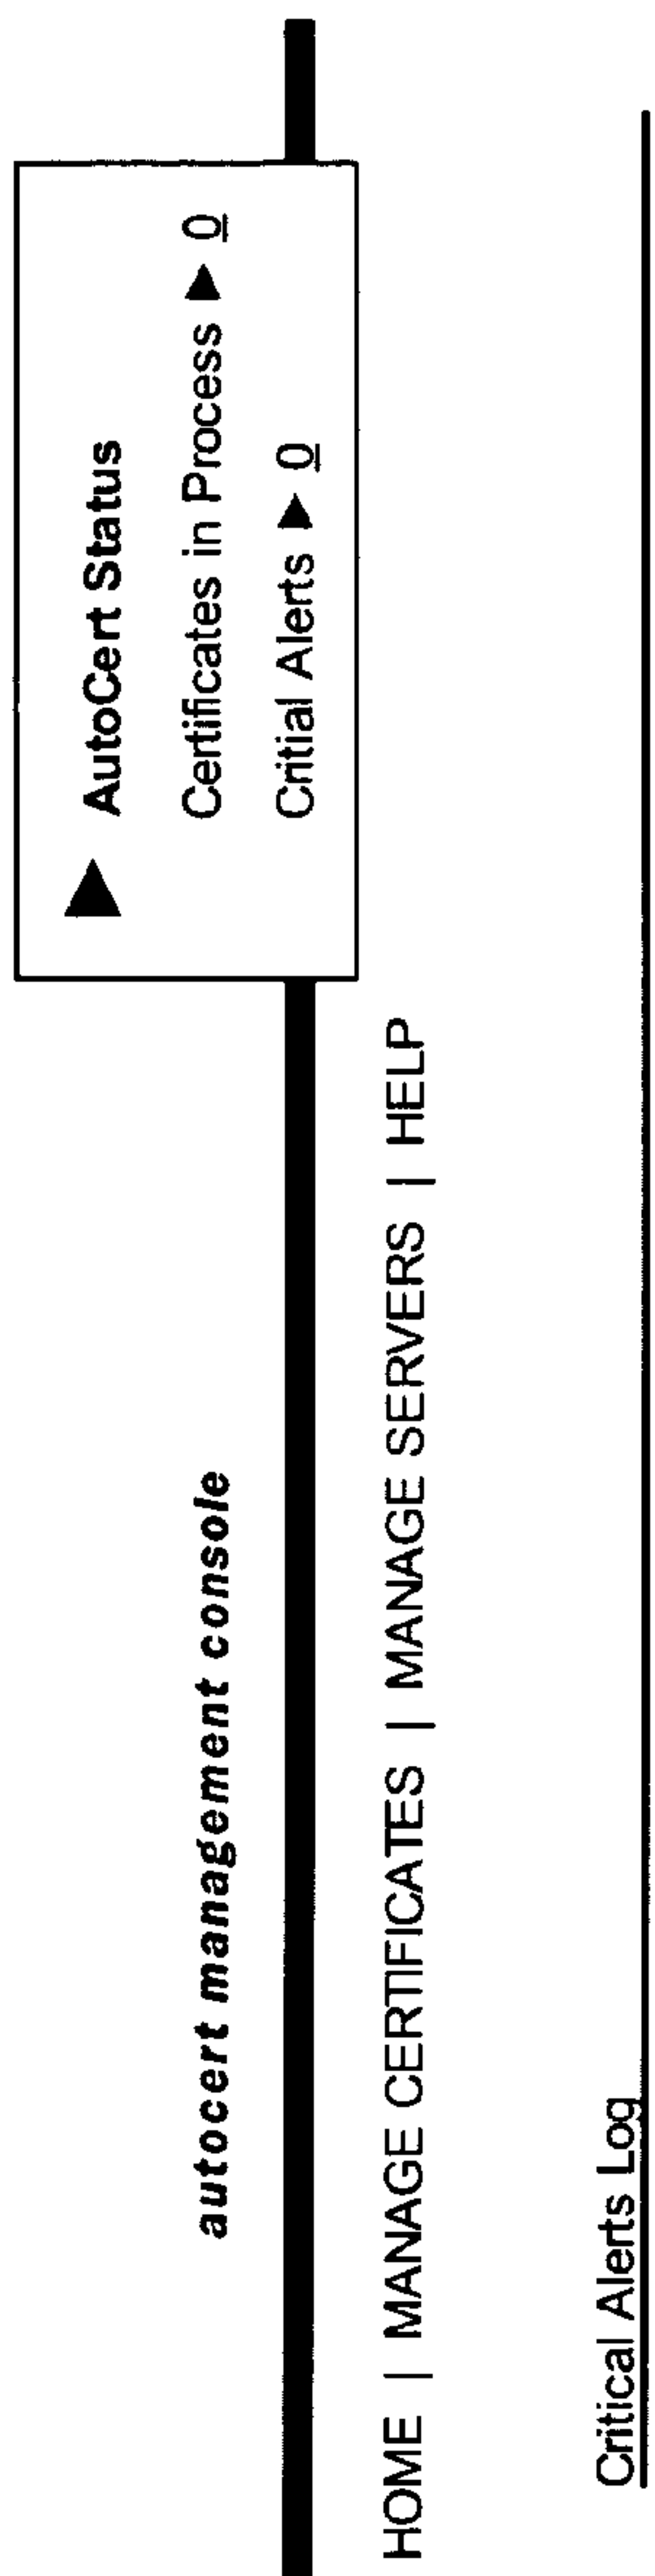 AutoCert Status
Certificates in Process ▶ 0
Critial Alerts ▶ 0
autocert management console
HOME | MANAGE CERTIFICATES | MANAGE SERVERS | HELP
Critical Alerts Log